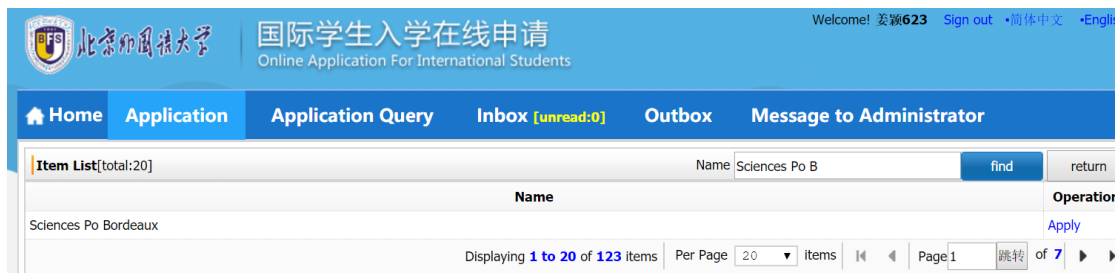 Welcome! 姜颖623 Sign out •简体中文 •Englis
BFS
北京外国语大学 国际学生入学在线申请
Online Application For International Students
Home Application Application Query Inbox [unread:0] Outbox Message to Administrator
Item List[total:20] Name Sciences Po B find return
Name Operation
Sciences Po Bordeaux Apply
Displaying 1 to 20 of 123 items Per Page 20 items Page 1 跳转 of 7